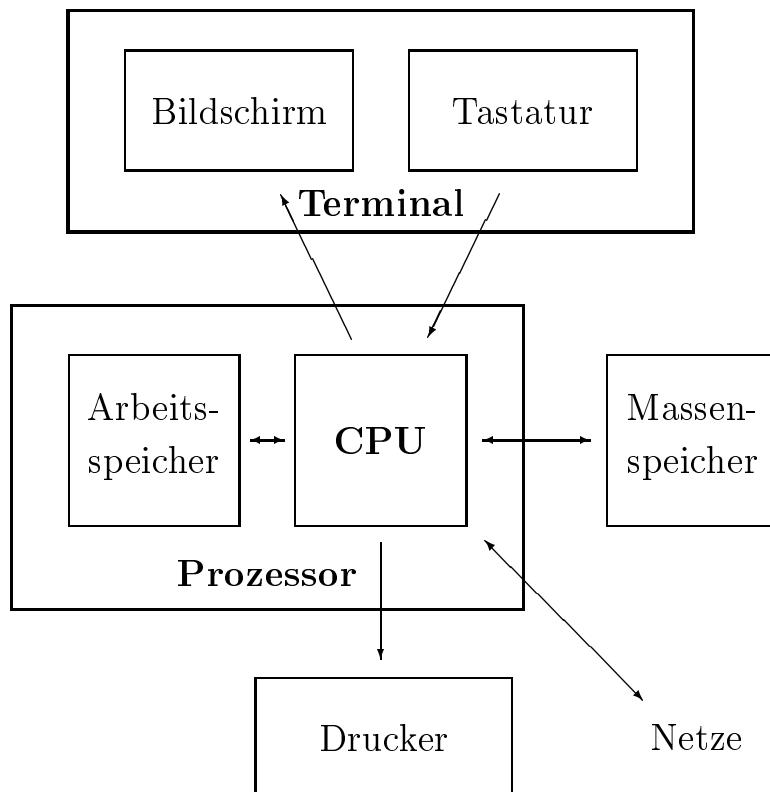 Bildschirm
Tastatur
Terminal
Arbeits-
speicher
CPU
Massen-
speicher
Prozessor
Drucker
Netze